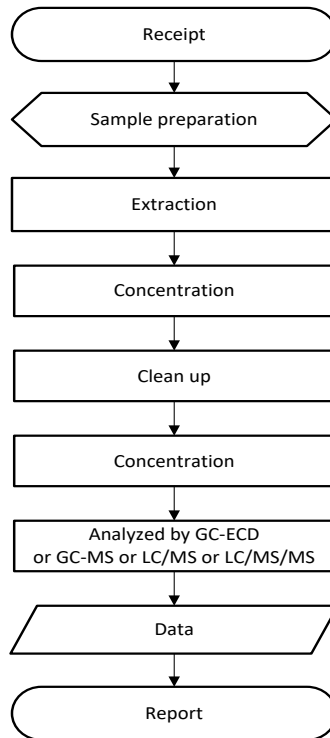 Receipt
Sample preparation
Extraction
Concentration
Clean up
Concentration
Analyzed by GC-ECD
or GC-MS or LC/MS or LC/MS/MS
Data
Report